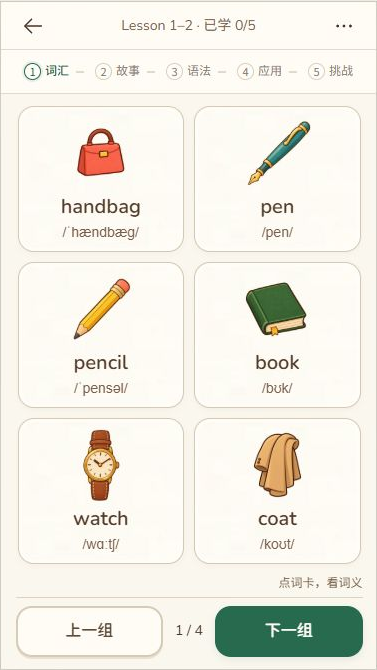 Lesson 1–2 · 已学 0/5
1 词汇 – 2 故事 – 3 语法 – 4 应用 – 5 挑战
handbag
/ˈhændbæg/
pen
/pen/
pencil
/ˈpensəl/
book
/bʊk/
watch
/wɑːtʃ/
coat
/koʊt/
点词卡，看词义
上一组
1 / 4
下一组